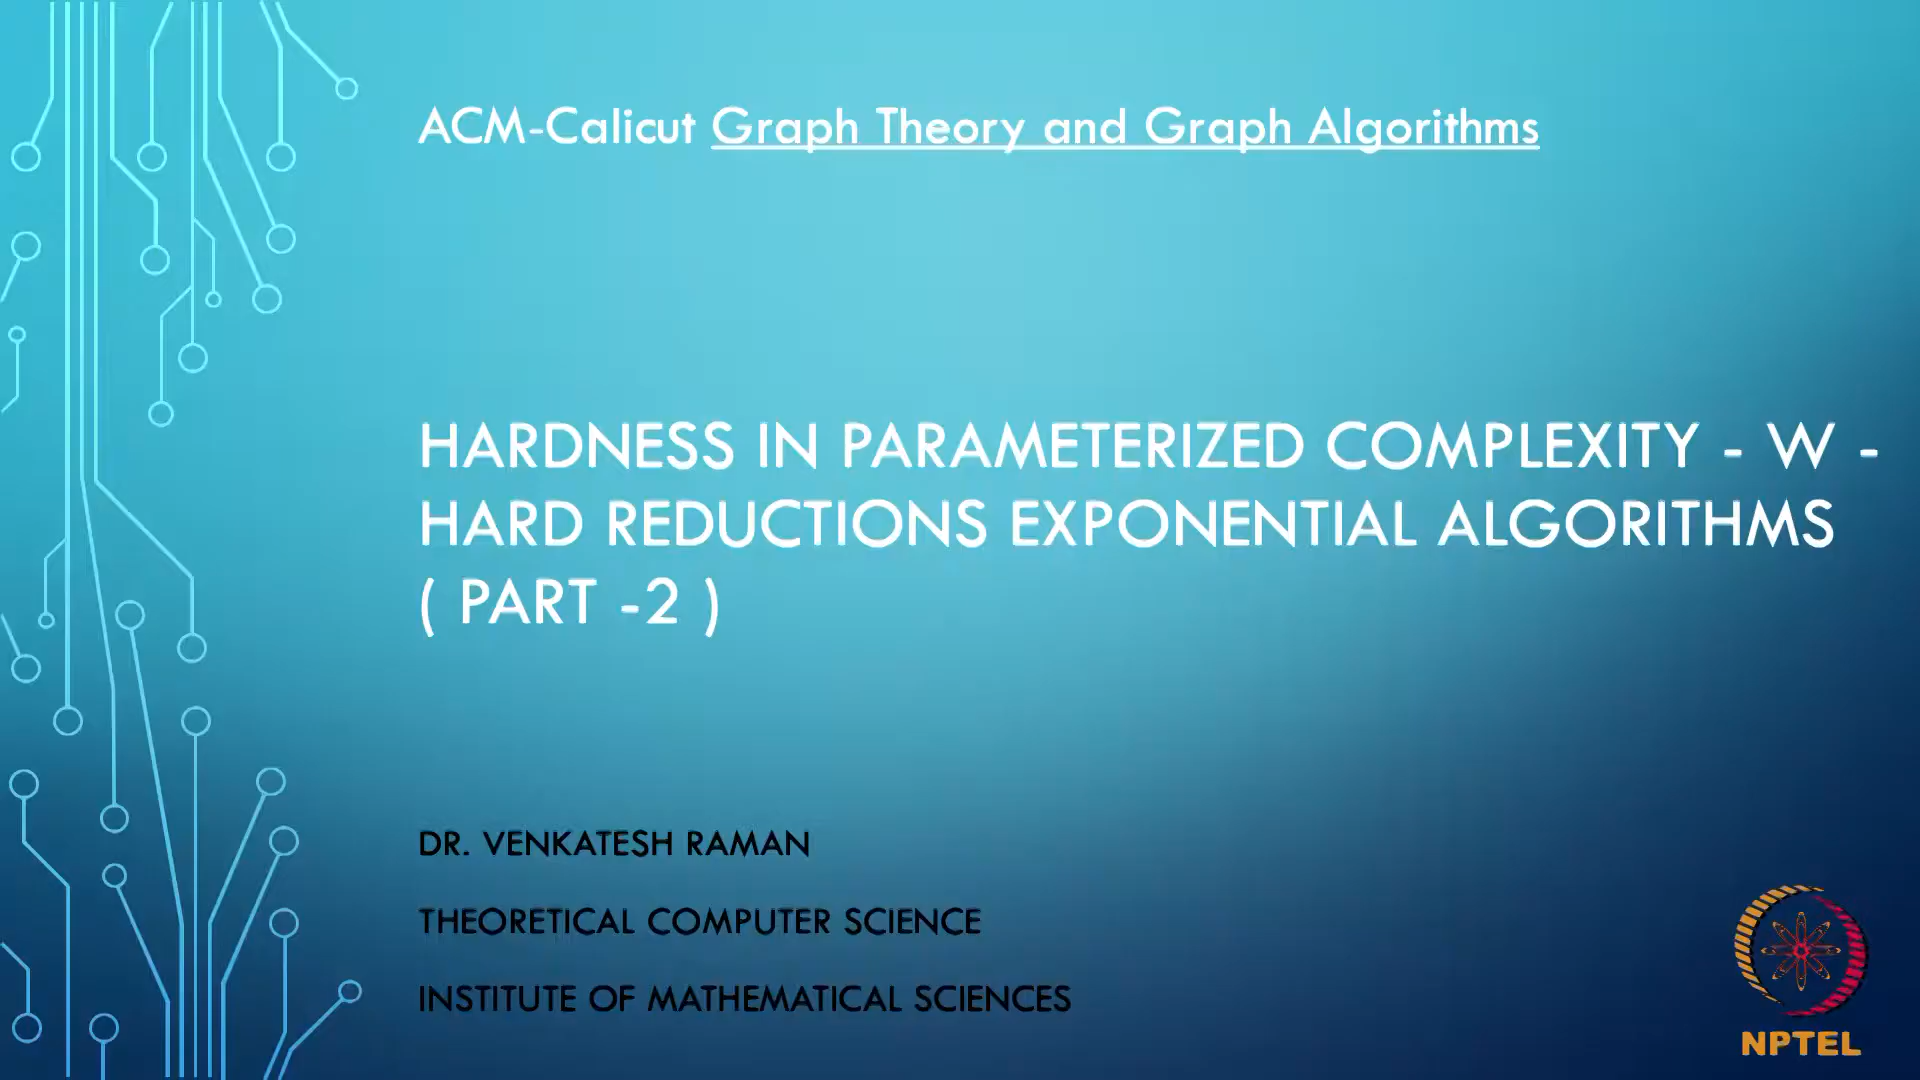 ACM-Calicut Graph Theory and Graph Algorithms
HARDNESS IN PARAMETERIZED COMPLEXITY - W -
HARD REDUCTIONS EXPONENTIAL ALGORITHMS
( PART -2 )
DR. VENKATESH RAMAN
THEORETICAL COMPUTER SCIENCE
INSTITUTE OF MATHEMATICAL SCIENCES
NPTEL